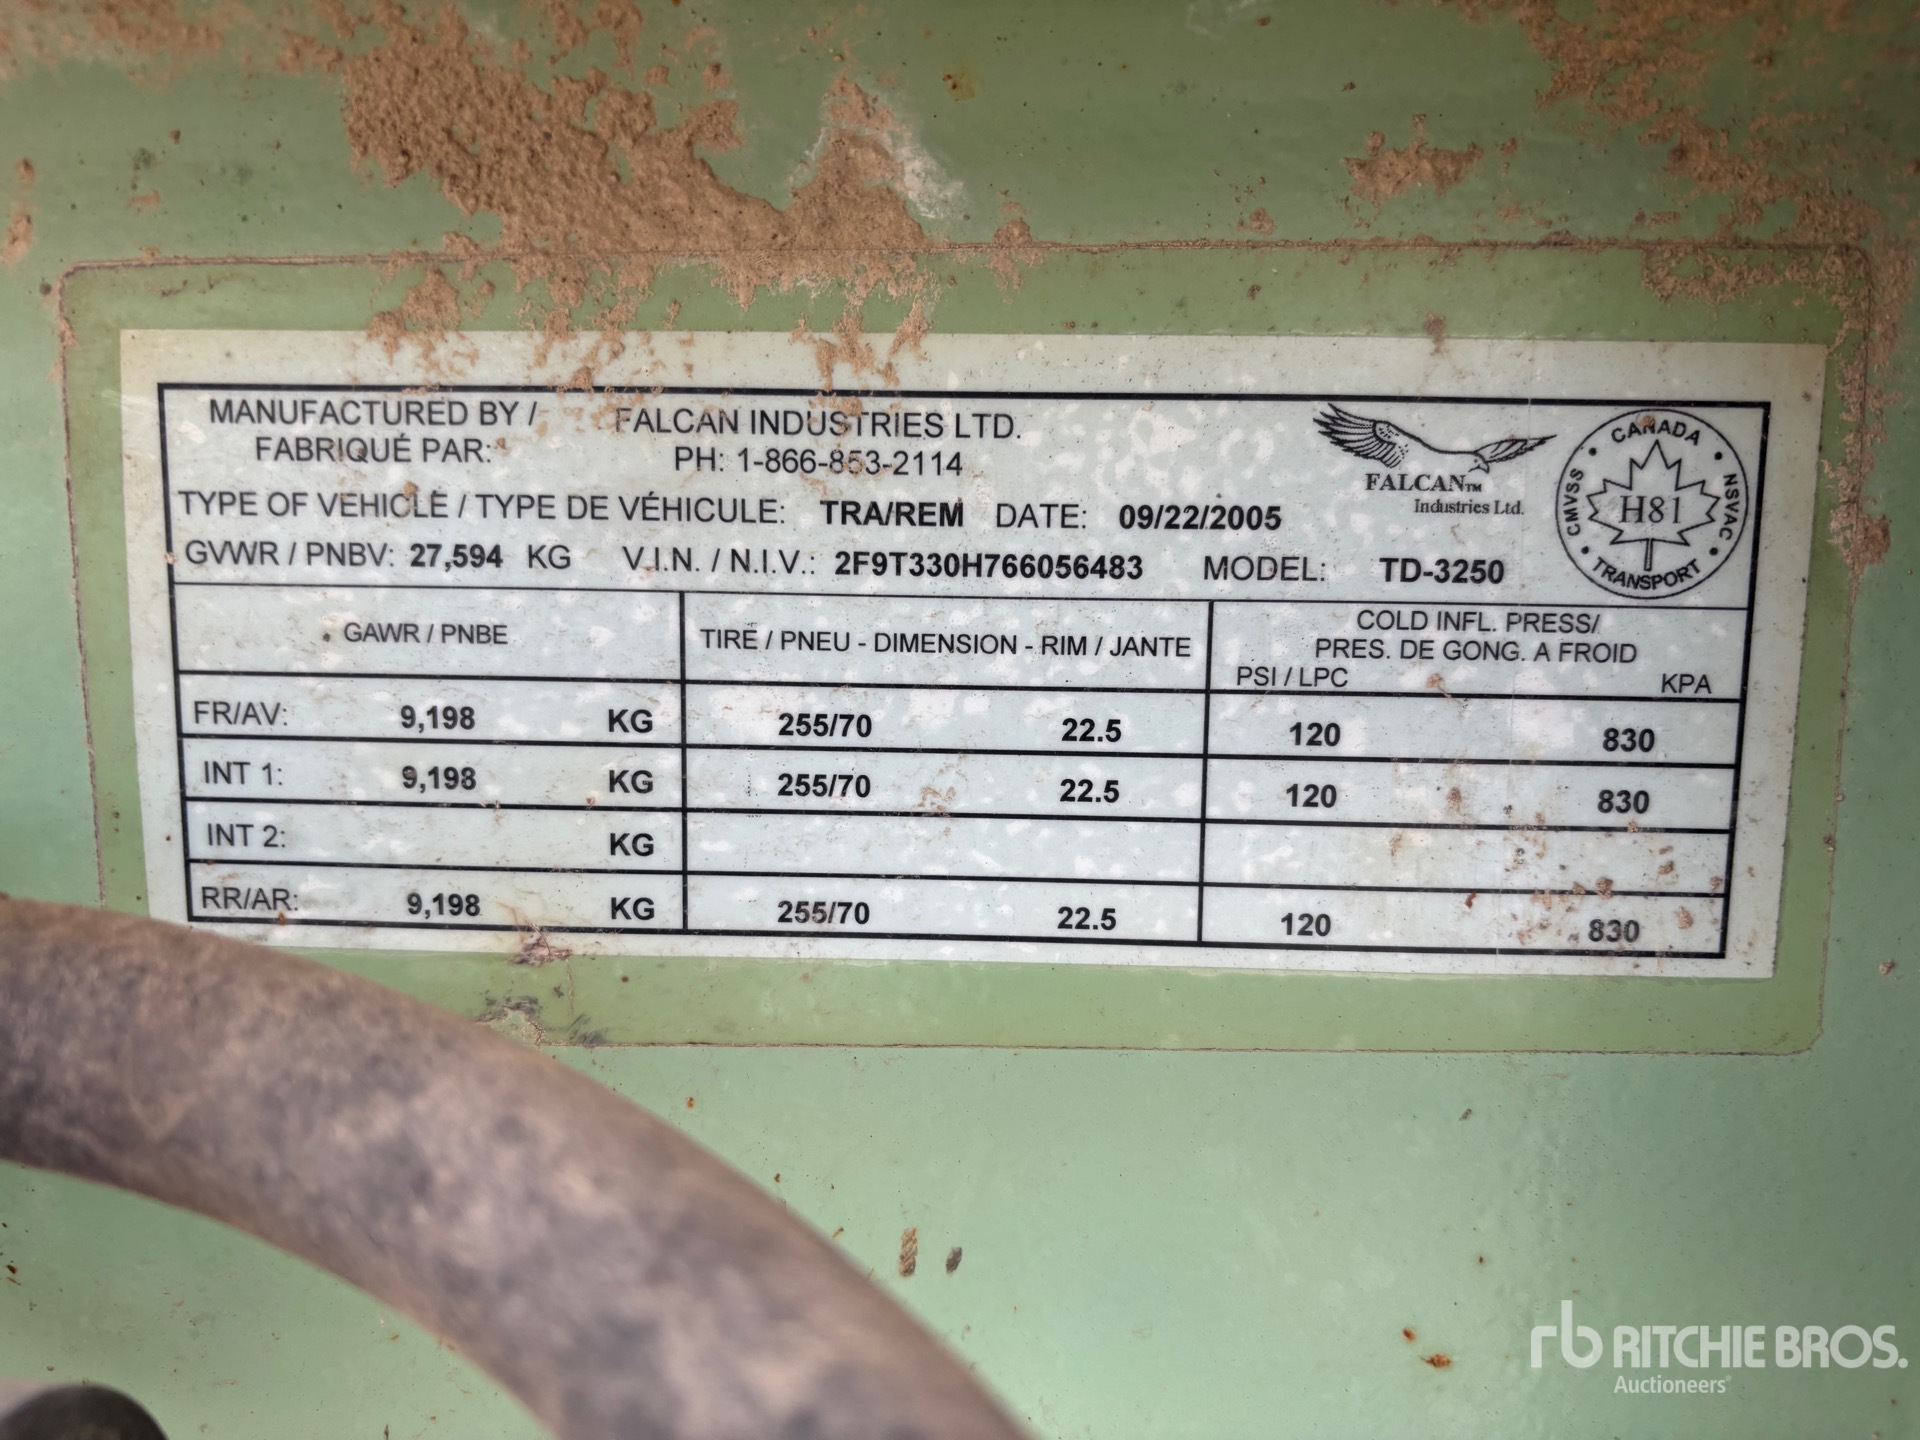 MANUFACTURED BY / FALCAN INDUSTRIES LTD.
FABRIQUÉ PAR: PH: 1-866-853-2114
FALCAN TM
Industries Ltd.
CANADA
CMVSS H81 NSVAC
TRANSPORT
TYPE OF VEHICLE / TYPE DE VÉHICULE: TRA/REM DATE: 09/22/2005
GVWR / PNBV: 27,594 KG V.I.N. / N.I.V.: 2F9T330H766056483 MODEL: TD-3250
GAWR / PNBE TIRE / PNEU - DIMENSION - RIM / JANTE COLD INFL. PRESS/
PRES. DE GONG. A FROID
PSI / LPC KPA
FR/AV: 9,198 KG 255/70 22.5 120 830
INT 1: 9,198 KG 255/70 22.5 120 830
INT 2: KG
RR/AR: 9,198 KG 255/70 22.5 120 830
rb RITCHIE BROS.
Auctioneers